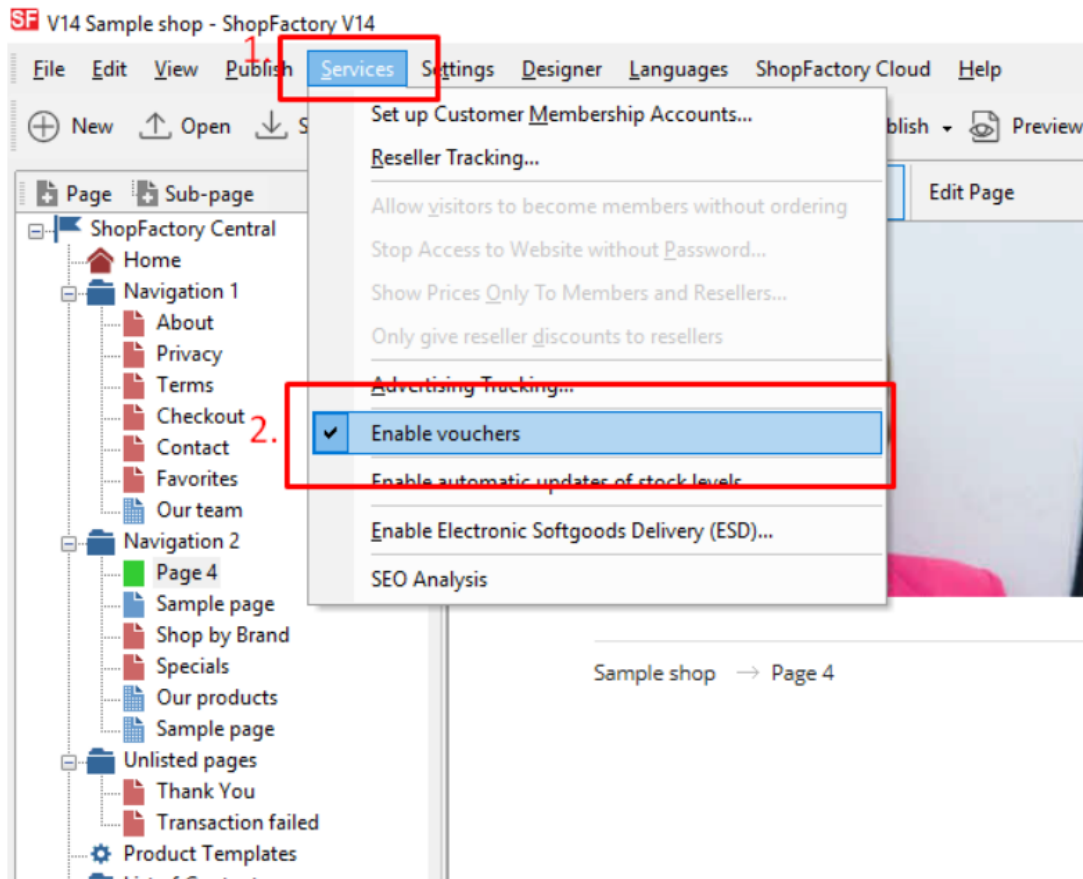 SF V14 Sample shop - ShopFactory V14
1.
File Edit View Publish Services Settings Designer Languages ShopFactory Cloud Help
New Open S blish Preview
Set up Customer Membership Accounts...
Reseller Tracking...
Page Sub-page
Allow visitors to become members without ordering
Edit Page
Stop Access to Website without Password...
Show Prices Only To Members and Resellers...
Only give reseller discounts to resellers
Advertising Tracking...
2.
Enable vouchers
Enable automatic updates of stock levels
Enable Electronic Softgoods Delivery (ESD)...
SEO Analysis
ShopFactory Central
Home
Navigation 1
About
Privacy
Terms
Checkout
Contact
Favorites
Our team
Navigation 2
Page 4
Sample page
Shop by Brand
Specials
Our products
Sample page
Unlisted pages
Thank You
Transaction failed
Product Templates
Sample shop → Page 4